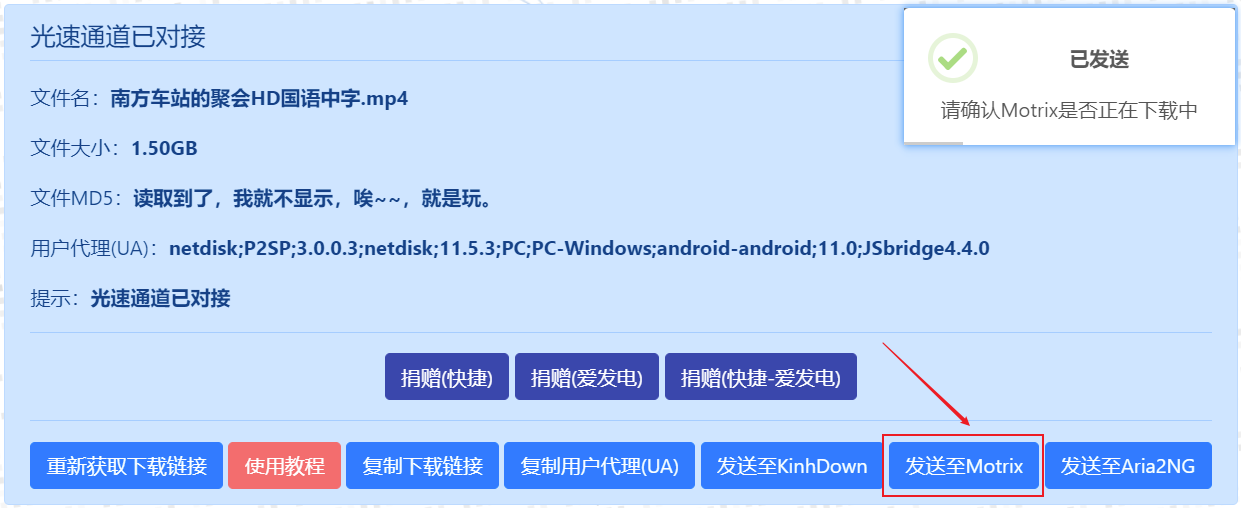 光速通道已对接
已发送
请确认Motrix是否正在下载中
文件名：南方车站的聚会HD国语中字.mp4
文件大小：1.50GB
文件MD5：读取到了，我就不显示，唉~~，就是玩。
用户代理(UA)：netdisk;P2SP;3.0.0.3;netdisk;11.5.3;PC;PC-Windows;android-android;11.0;JSbridge4.4.0
提示：光速通道已对接
捐赠(快捷) 捐赠(爱发电) 捐赠(快捷-爱发电)
重新获取下载链接 使用教程 复制下载链接 复制用户代理(UA) 发送至KinhDown 发送至Motrix 发送至Aria2NG